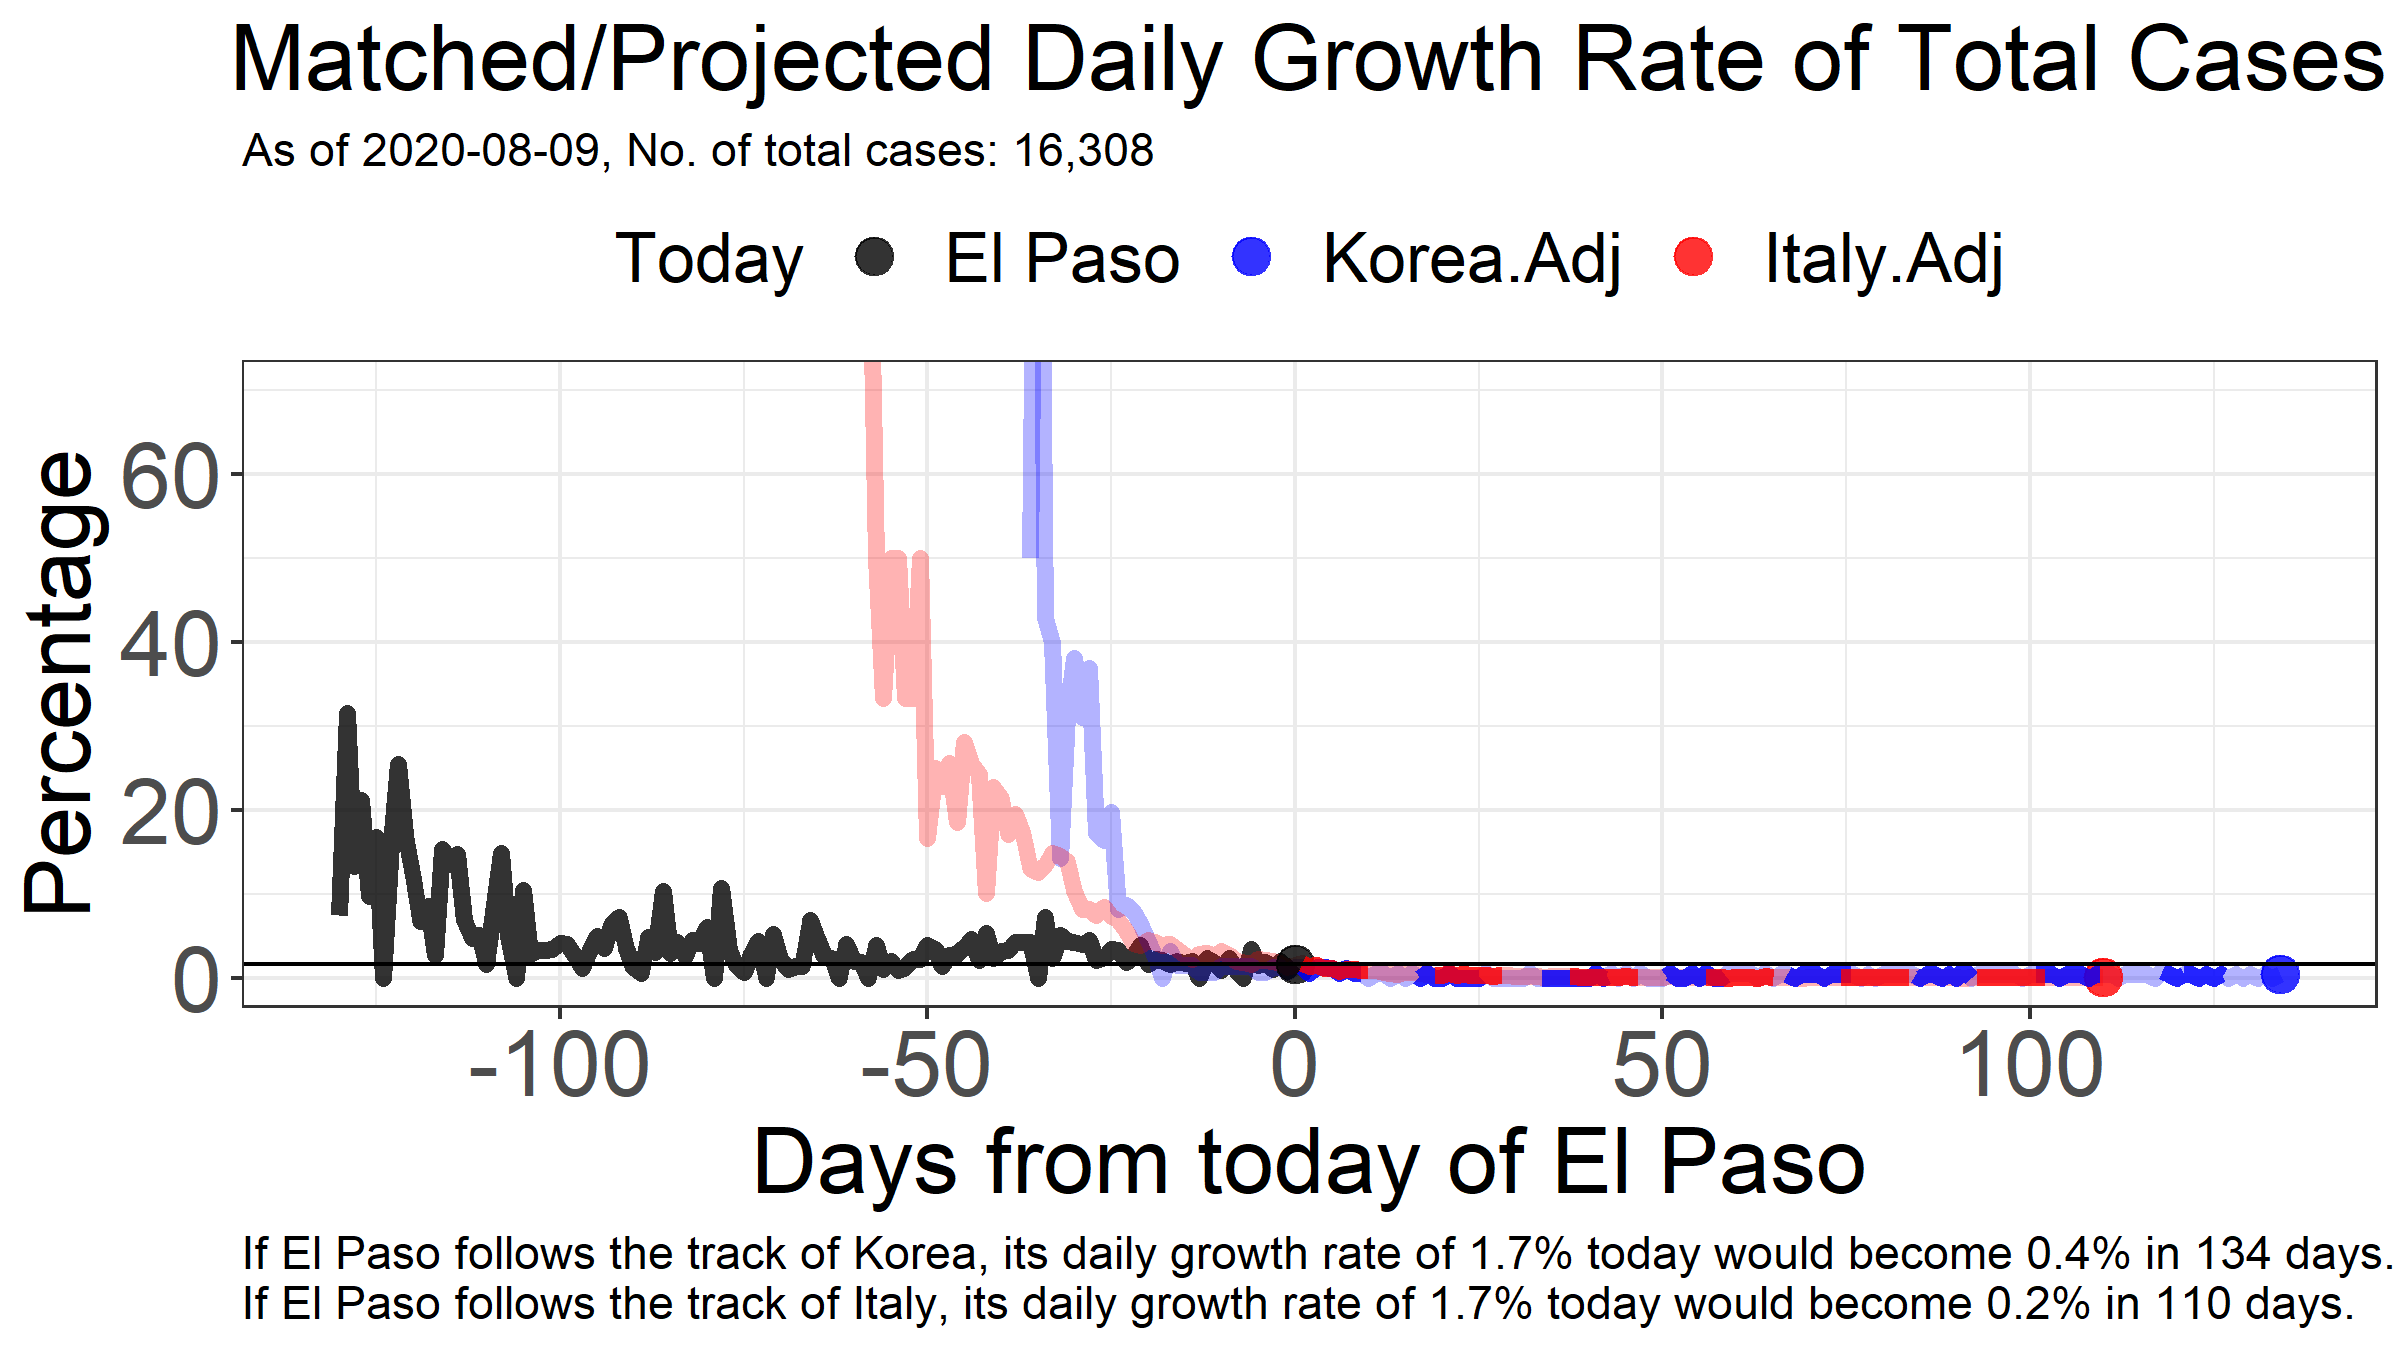 Matched/Projected Daily Growth Rate of Total Cases
As of 2020-08-09, No. of total cases: 16,308
Today El Paso Korea.Adj Italy.Adj
Percentage
60
40
20
0
-100 -50 0 50 100
Days from today of El Paso
If El Paso follows the track of Korea, its daily growth rate of 1.7% today would become 0.4% in 134 days.
If El Paso follows the track of Italy, its daily growth rate of 1.7% today would become 0.2% in 110 days.